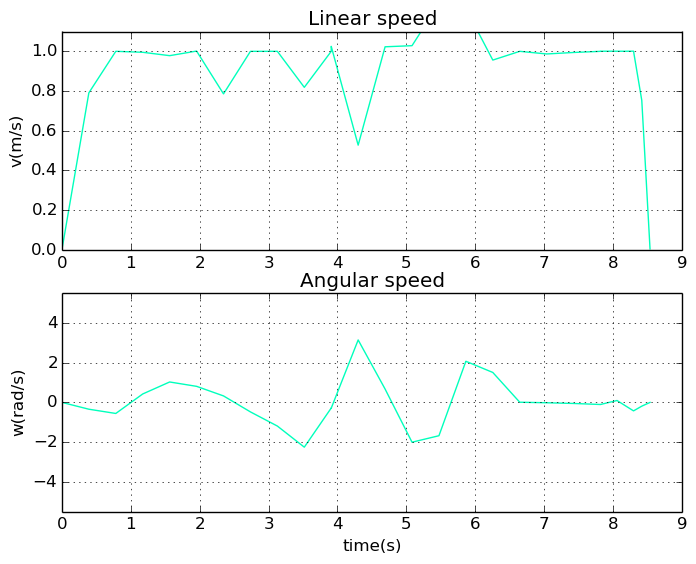 Linear speed
1.0
0.8
0.6
0.4
0.2
0.0
v(m/s)
0 1 2 3 4 5 6 7 8 9
Angular speed
4
2
0
−2
−4
w(rad/s)
0 1 2 3 4 5 6 7 8 9
time(s)